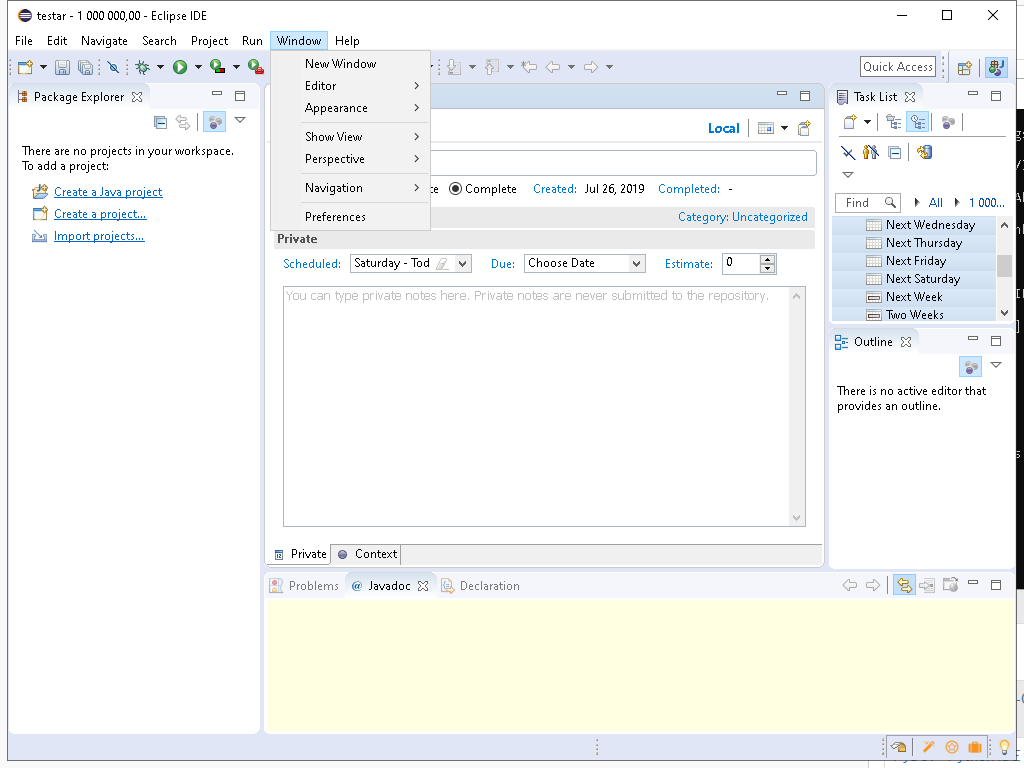 testar - 1 000 000,00 - Eclipse IDE
File Edit Navigate Search Project Run Window Help
New Window
Editor
Appearance
Show View
Perspective
Navigation
Preferences
Quick Access
Package Explorer
There are no projects in your workspace.
To add a project:
Create a Java project
Create a project...
Import projects...
Local
Complete Created: Jul 26, 2019 Completed: -
Category: Uncategorized
Private
Scheduled: Saturday - Tod Due: Choose Date Estimate: 0
You can type private notes here. Private notes are never submitted to the repository.
Private Context
Task List
Find All 1 000...
Next Wednesday
Next Thursday
Next Friday
Next Saturday
Next Week
Two Weeks
Outline
There is no active editor that
provides an outline.
Problems @ Javadoc Declaration